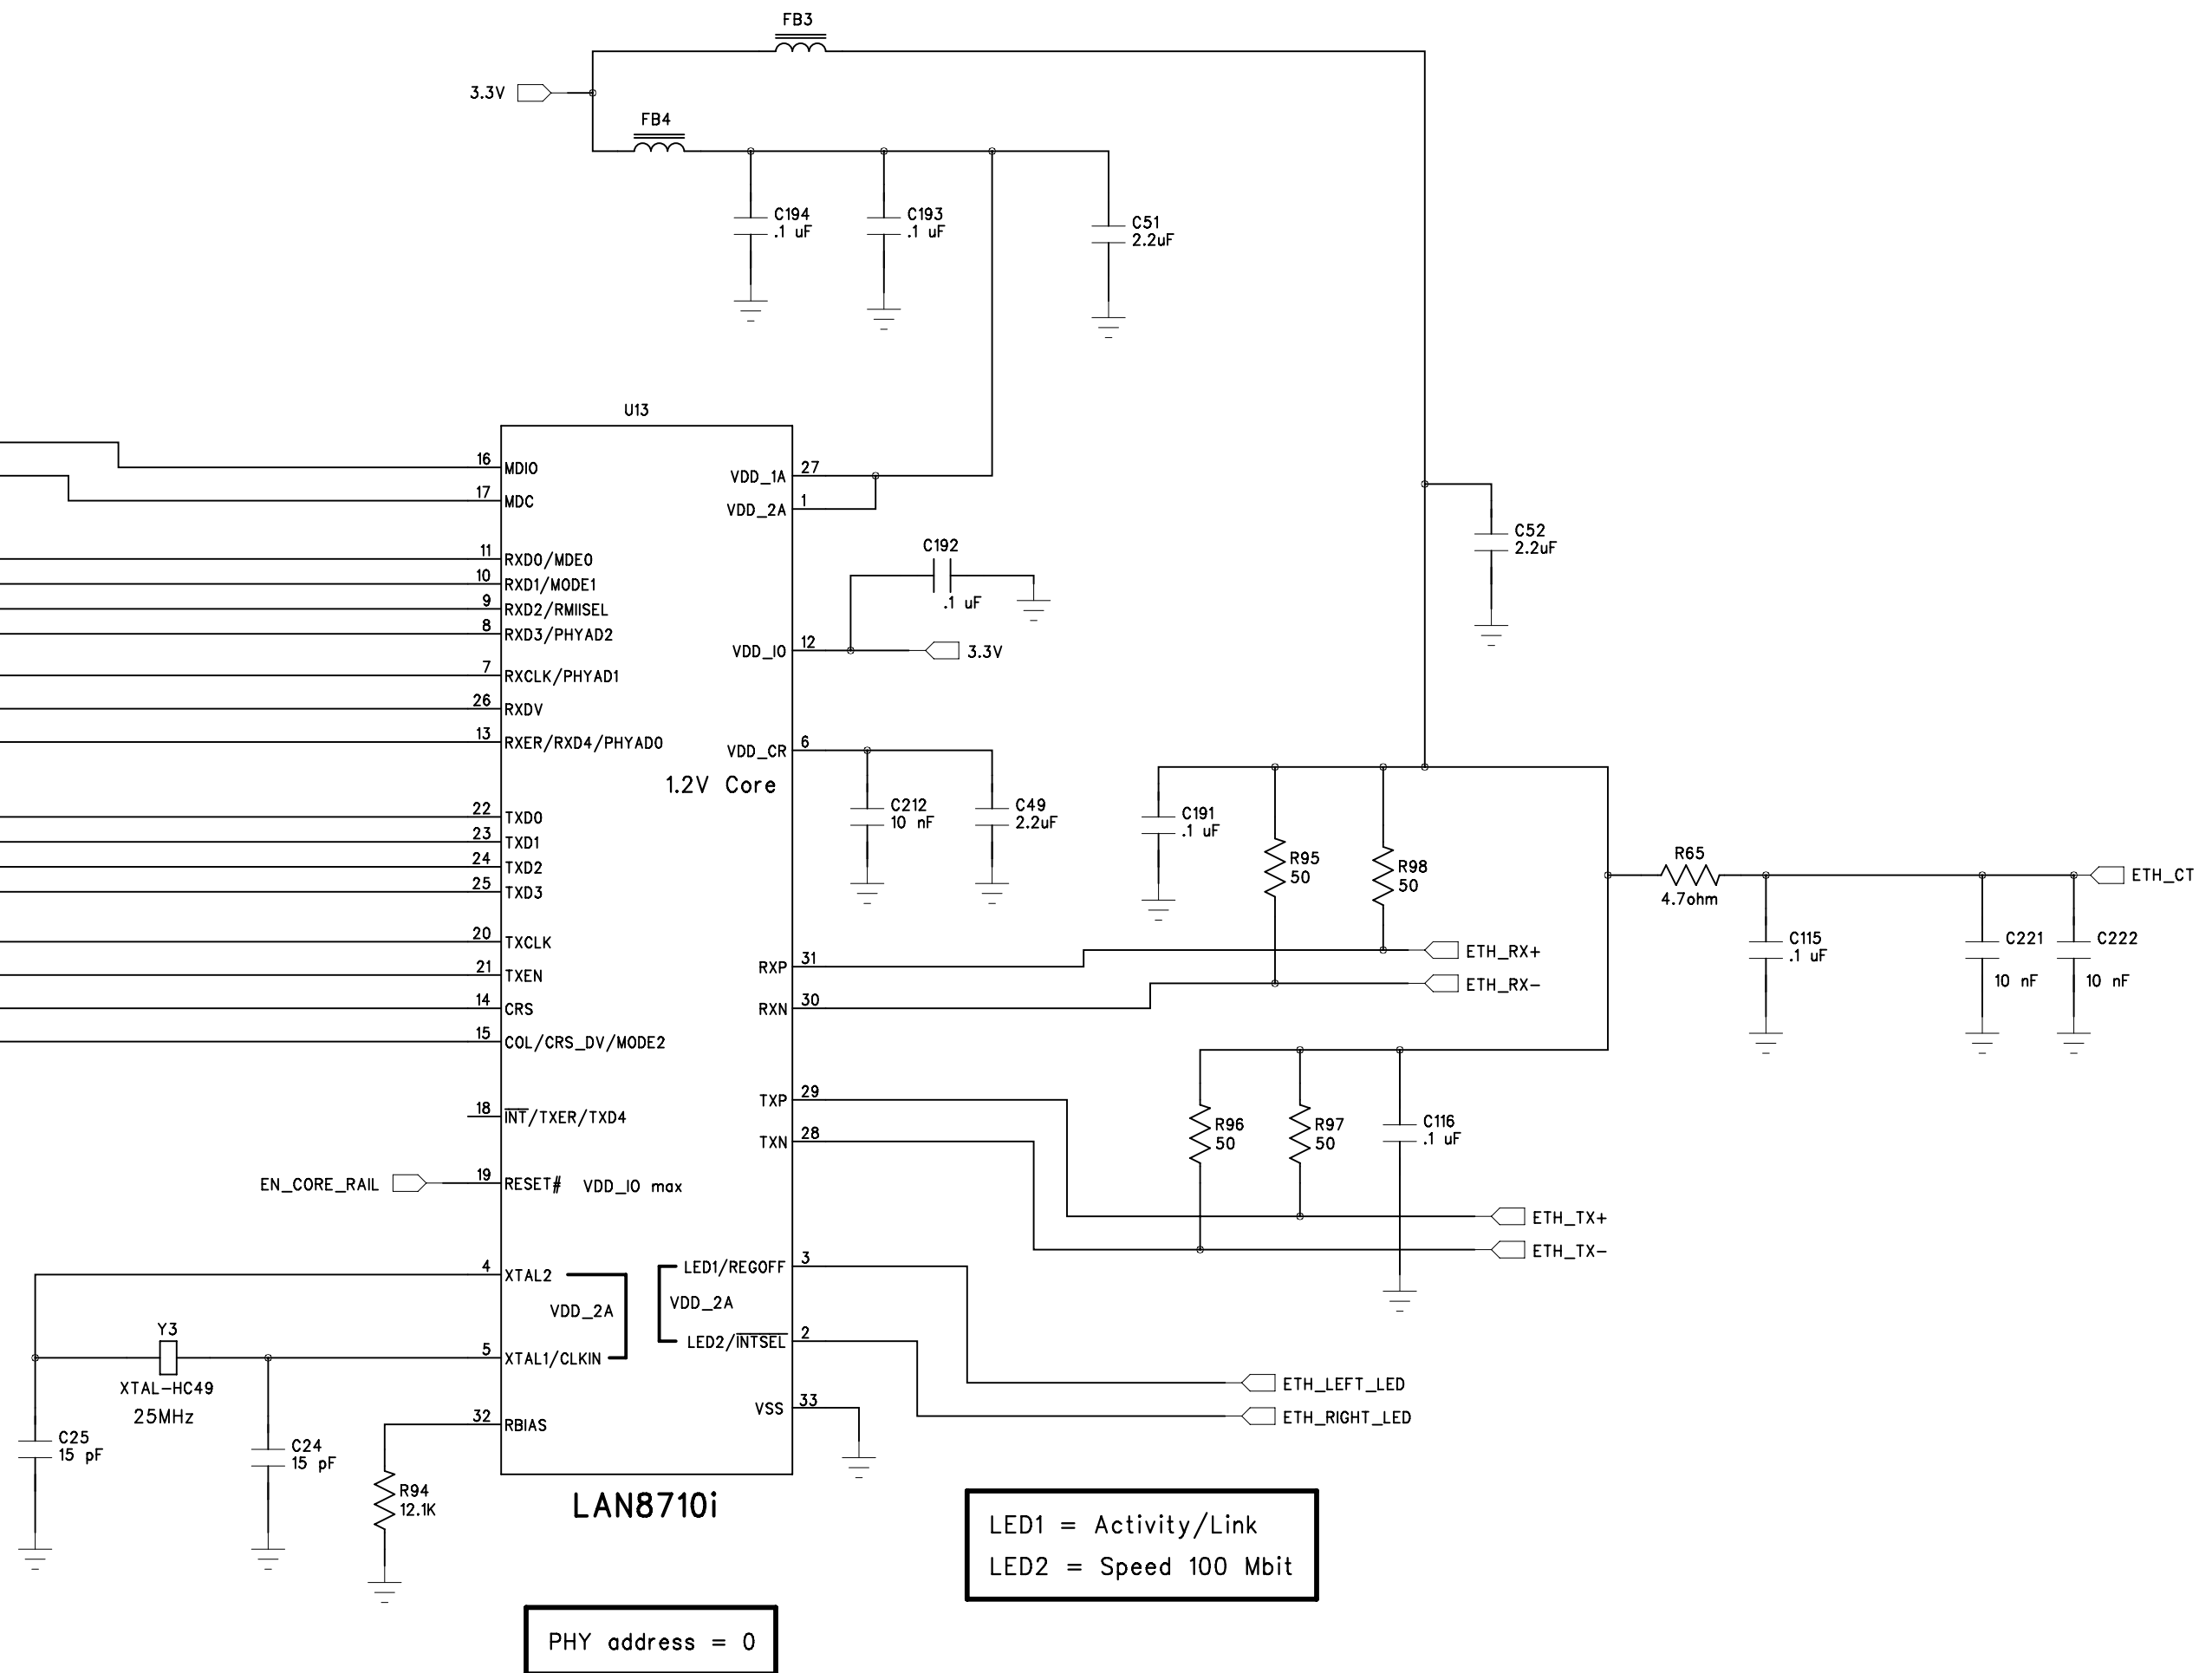 FB3
3.3V
FB4
C194
.1 uF
C193
.1 uF
C51
2.2uF
U13
16
MDIO
17
MDC
11
RXD0/MDE0
10
RXD1/MODE1
9
RXD2/RMIISEL
8
RXD3/PHYAD2
7
RXCLK/PHYAD1
26
RXDV
13
RXER/RXD4/PHYAD0
22
TXD0
23
TXD1
24
TXD2
25
TXD3
20
TXCLK
21
TXEN
14
CRS
15
COL/CRS_DV/MODE2
18
INT/TXER/TXD4
EN_CORE_RAIL
19
RESET# VDD_IO max
4
XTAL2
VDD_2A
5
XTAL1/CLKIN
32
RBIAS
VDD_1A
27
VDD_2A
1
VDD_IO
12
3.3V
C192
.1 uF
VDD_CR
6
1.2V Core
C212
10 nF
C49
2.2uF
C52
2.2uF
C191
.1 uF
R95
50
R98
50
R65
4.7ohm
ETH_CT
C115
.1 uF
C221
10 nF
C222
10 nF
RXP
31
ETH_RX+
RXN
30
ETH_RX-
TXP
29
TXN
28
R96
50
R97
50
C116
.1 uF
ETH_TX+
ETH_TX-
LED1/REGOFF
3
VDD_2A
LED2/INTSEL
2
ETH_LEFT_LED
ETH_RIGHT_LED
VSS
33
Y3
XTAL-HC49
25MHz
C25
15 pF
C24
15 pF
R94
12.1K
LAN8710i
LED1 = Activity/Link
LED2 = Speed 100 Mbit
PHY address = 0